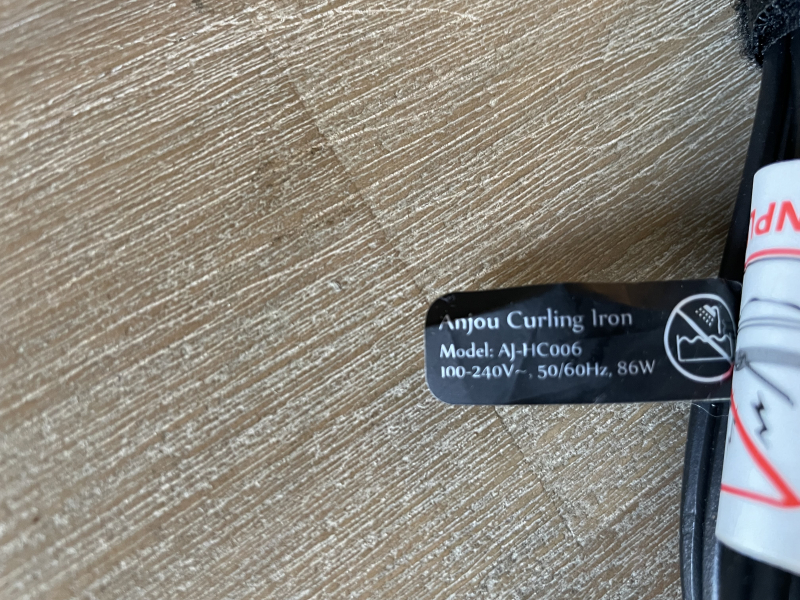 Anjou Curling Iron
Model: AJ-HC006
100-240V~, 50/60Hz, 86W